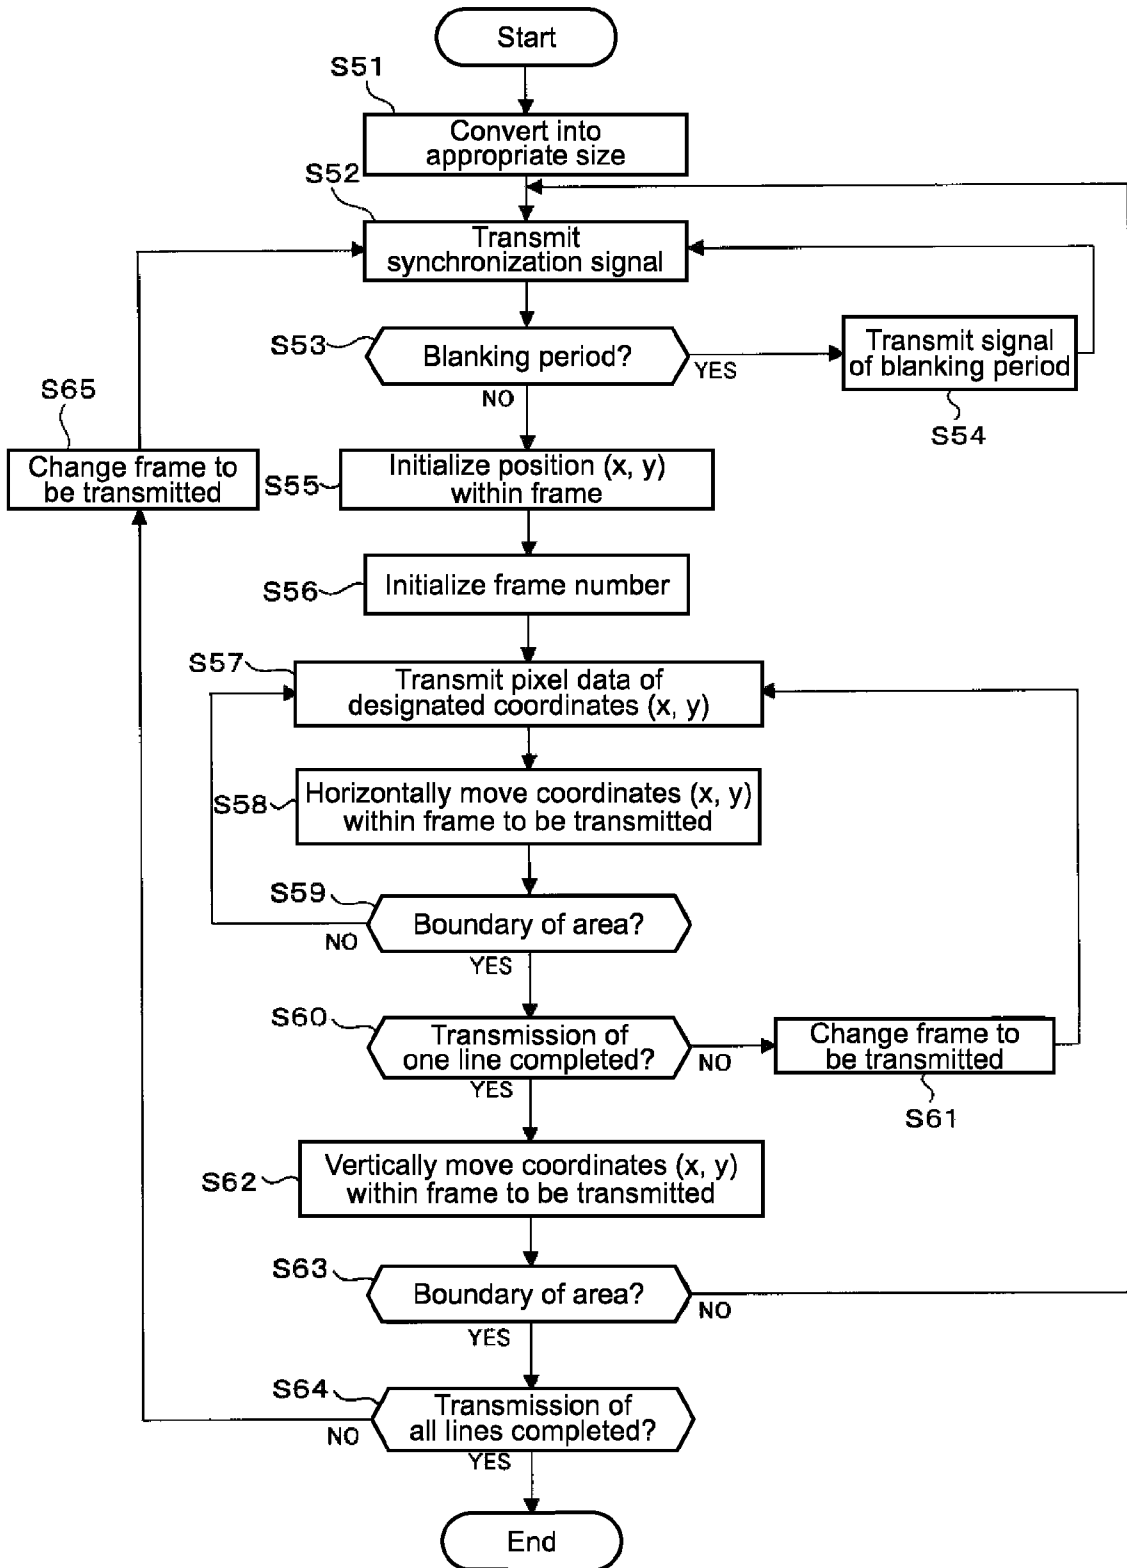 Start
S51
Convert into
appropriate size
S52
Transmit
synchronization signal
S53
Blanking period?
YES
NO
Transmit signal
of blanking period
S54
S65
Change frame to
be transmitted
S55
Initialize position (x, y)
within frame
S56
Initialize frame number
S57
Transmit pixel data of
designated coordinates (x, y)
S58
Horizontally move coordinates (x, y)
within frame to be transmitted
S59
Boundary of area?
NO
YES
S60
Transmission of
one line completed?
NO
YES
Change frame to
be transmitted
S61
S62
Vertically move coordinates (x, y)
within frame to be transmitted
S63
Boundary of area?
NO
YES
S64
Transmission of
all lines completed?
NO
YES
End